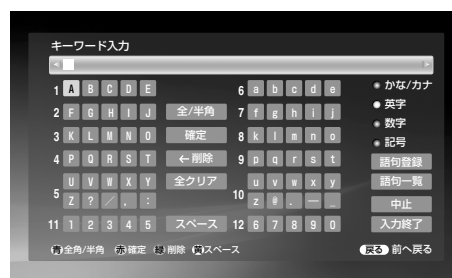 キーワード入力
1 A B C D E 6 a b c d e かな/カナ
2 F G H I J 全/半角 7 f g h i j 英字
3 K L M N O 確定 8 k l m n o 数字
記号
4 P Q R S T ←削除 9 p q r s t 語句登録
5 U V W X Y 全クリア 10 u v w x y 語句一覧
Z ? / . : z @ . — _ 中止
11 1 2 3 4 5 スペース 12 6 7 8 9 0 入力終了
青 全角/半角 赤 確定 緑 削除 黄 スペース 戻る 前へ戻る